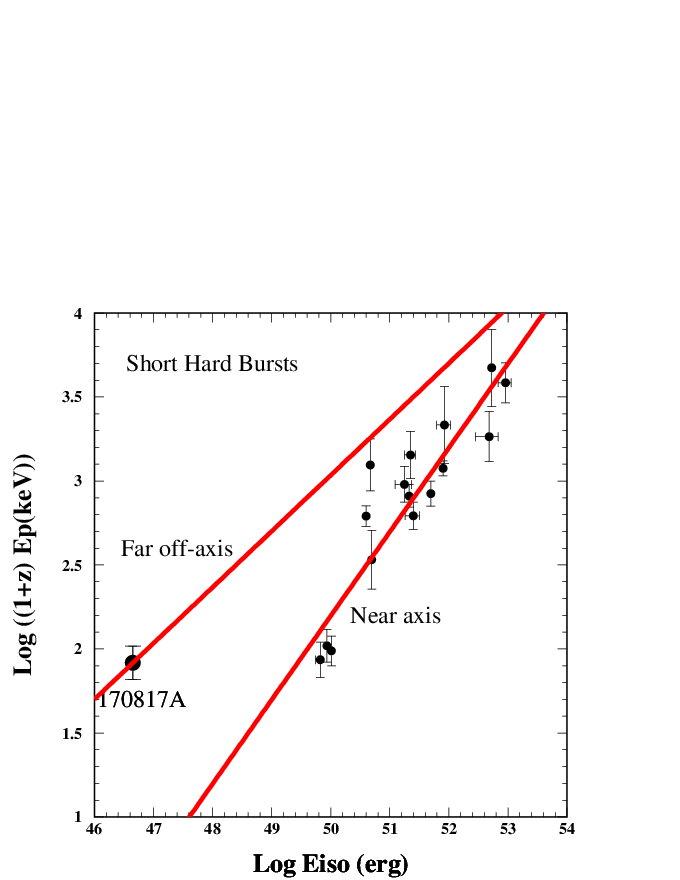 4
Short Hard Bursts
3.5
3
Far off-axis
2.5
Near axis
2
170817A
1.5
1
46 47 48 49 50 51 52 53 54
Log Eiso (erg)
Log ((1+z) Ep(keV))